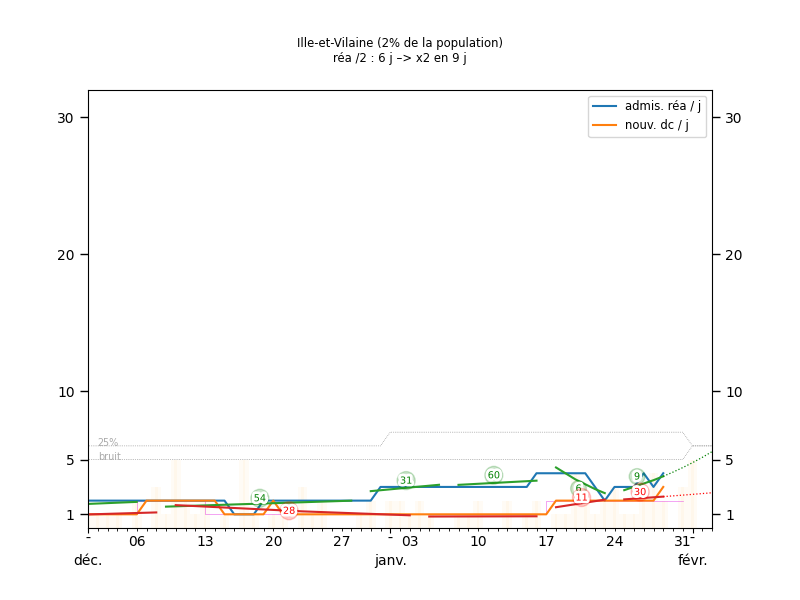 Ille-et-Vilaine (2% de la population)
réa /2 : 6 j –> x2 en 9 j
admis. réa / j
nouv. dc / j
30
30
20
20
10
10
25%
bruit
5
5
1
1
54
28
31
60
6
11
9
30
- 06 13 20 27 - 03 10 17 24 31 -
déc. janv. févr.